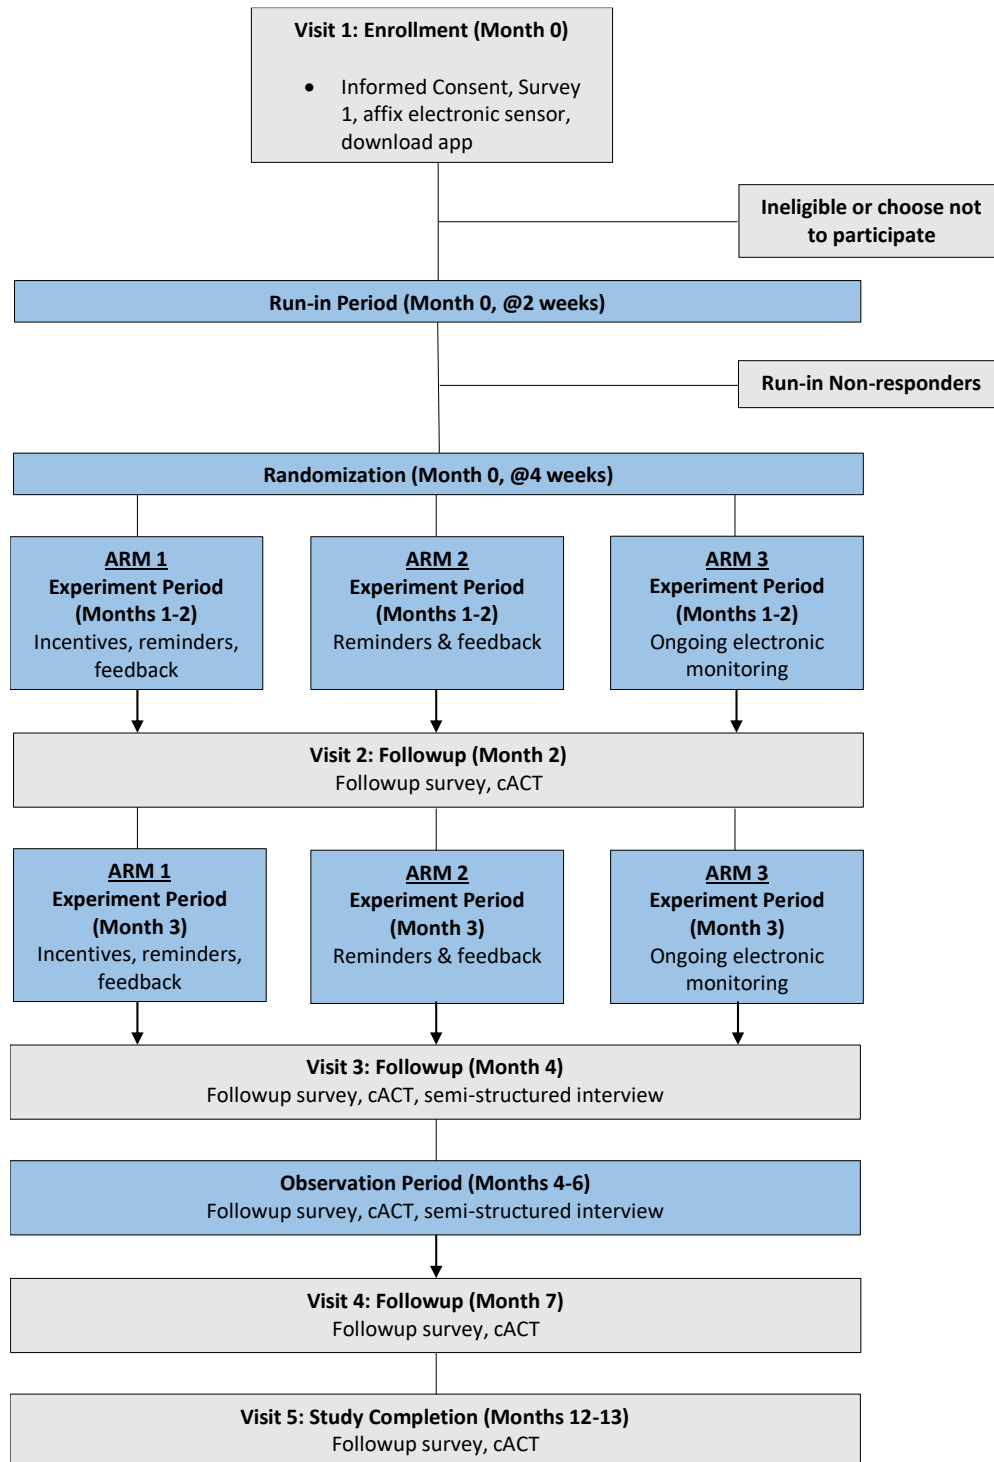 Visit 1: Enrollment (Month 0)
• Informed Consent, Survey
1, affix electronic sensor,
download app
Ineligible or choose not
to participate
Run-in Period (Month 0, @2 weeks)
Run-in Non-responders
Randomization (Month 0, @4 weeks)
ARM 1
Experiment Period
(Months 1-2)
Incentives, reminders,
feedback
ARM 2
Experiment Period
(Months 1-2)
Reminders & feedback
ARM 3
Experiment Period
(Months 1-2)
Ongoing electronic
monitoring
Visit 2: Followup (Month 2)
Followup survey, cACT
ARM 1
Experiment Period
(Month 3)
Incentives, reminders,
feedback
ARM 2
Experiment Period
(Month 3)
Reminders & feedback
ARM 3
Experiment Period
(Month 3)
Ongoing electronic
monitoring
Visit 3: Followup (Month 4)
Followup survey, cACT, semi-structured interview
Observation Period (Months 4-6)
Followup survey, cACT, semi-structured interview
Visit 4: Followup (Month 7)
Followup survey, cACT
Visit 5: Study Completion (Months 12-13)
Followup survey, cACT